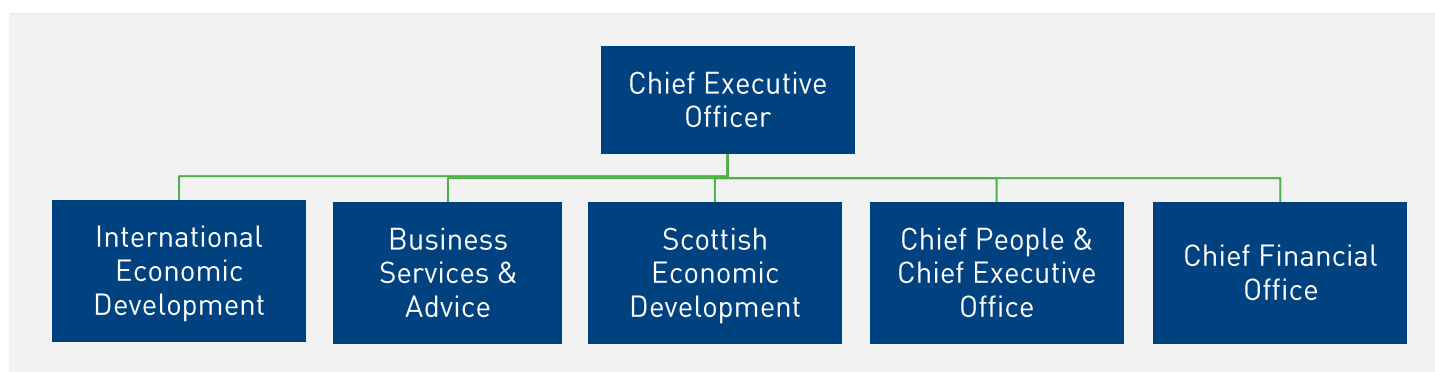 Chief Executive
Officer
International
Economic
Development
Business
Services &
Advice
Scottish
Economic
Development
Chief People &
Chief Executive
Office
Chief Financial
Office